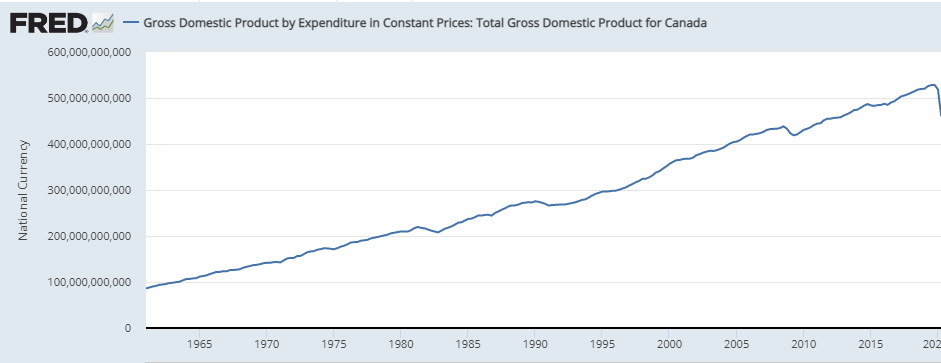 FRED Gross Domestic Product by Expenditure in Constant Prices: Total Gross Domestic Product for Canada
600,000,000,000
500,000,000,000
400,000,000,000
300,000,000,000
200,000,000,000
100,000,000,000
0
National Currency
1965 1970 1975 1980 1985 1990 1995 2000 2005 2010 2015 202